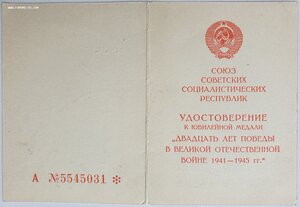 СОЮЗ
СОВЕТСКИХ
СОЦИАЛИСТИЧЕСКИХ
РЕСПУБЛИК
УДОСТОВЕРЕНИЕ
К ЮБИЛЕЙНОЙ МЕДАЛИ
„ДВАДЦАТЬ ЛЕТ ПОБЕДЫ
В ВЕЛИКОЙ ОТЕЧЕСТВЕННОЙ
ВОЙНЕ 1941—1945 гг."
А №5545031 *